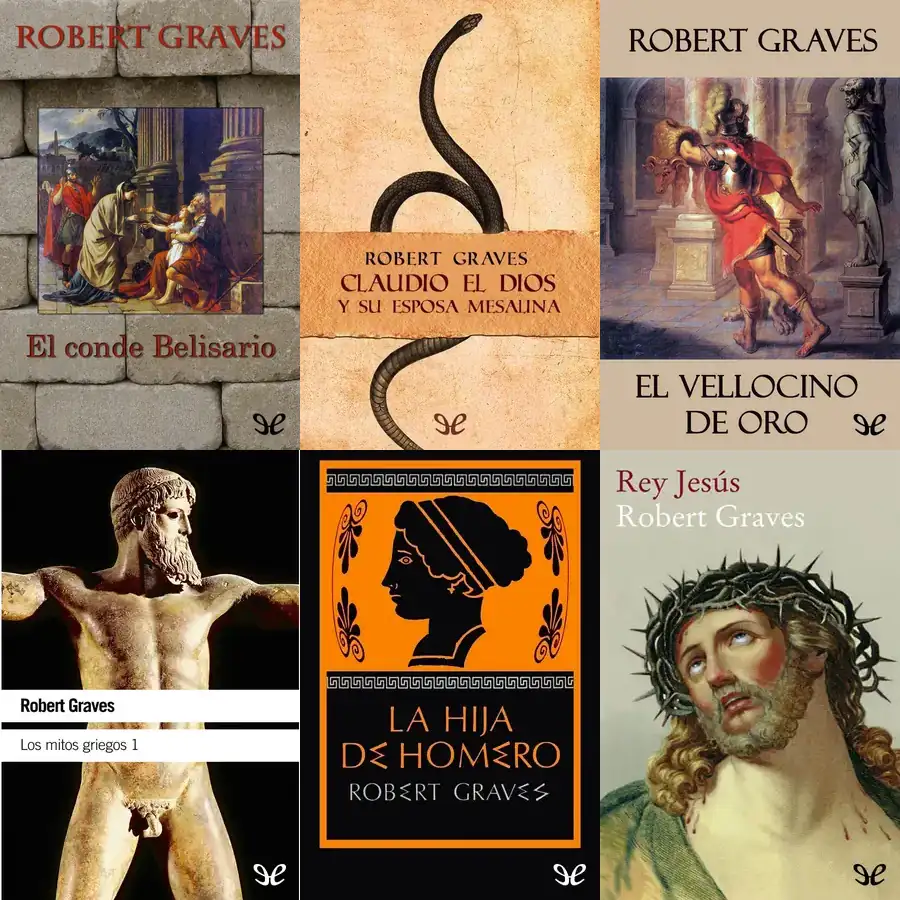 ROBERT GRAVES
El conde Belisario
ROBERT GRAVES
CLAUDIO EL DIOS
Y SU ESPOSA MESALINA
ROBERT GRAVES
EL VELLOCINO
DE ORO
Robert Graves
Los mitos griegos 1
LA HIJA
DE HOMERO
ROBERT GRAVES
Rey Jesús
Robert Graves